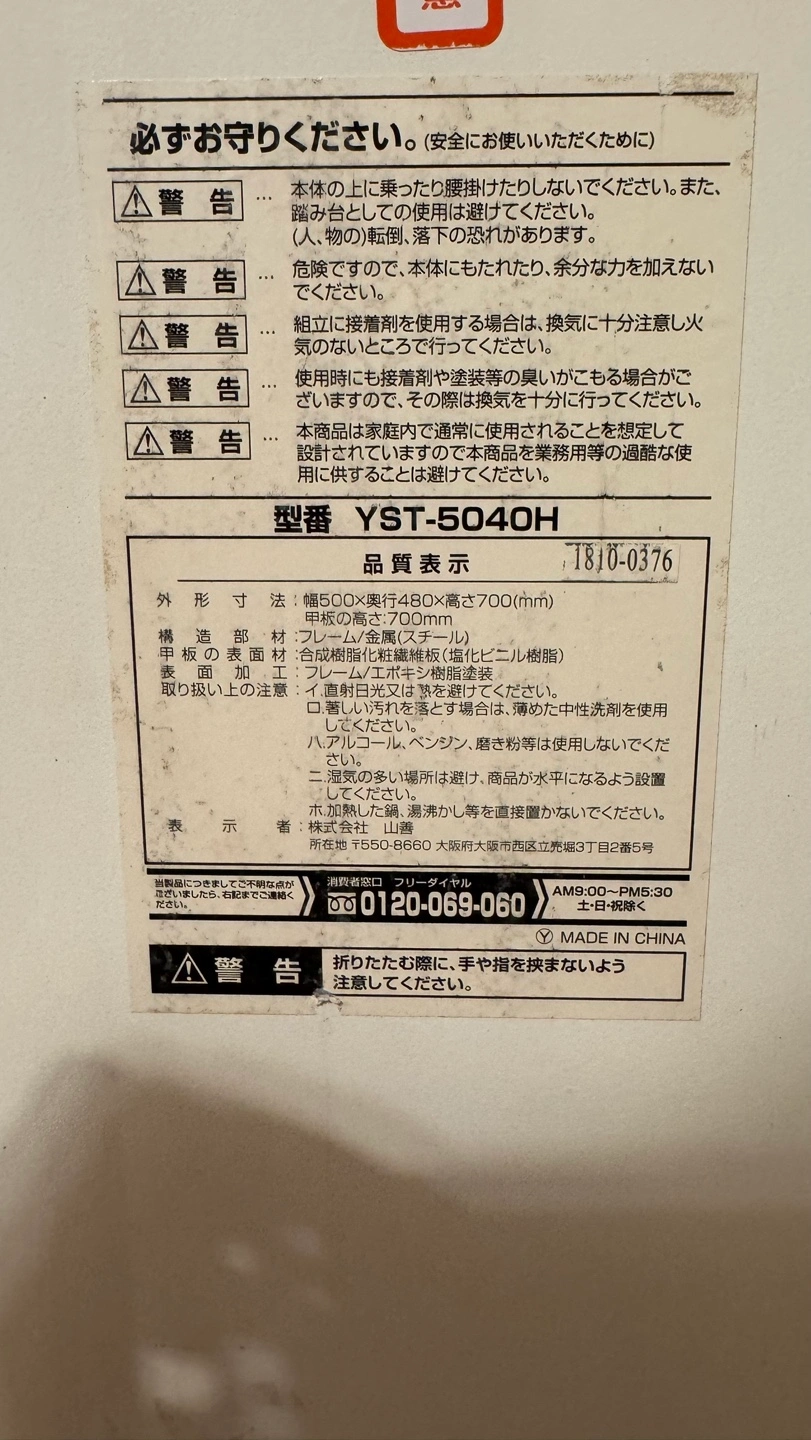 必ずお守りください。(安全にお使いいただくために)
警 告 … 本体の上に乗ったり腰掛けたりしないでください。また、
踏み台としての使用は避けてください。
(人、物の)転倒、落下の恐れがあります。
警 告 … 危険ですので、本体にもたれたり、余分な力を加えない
でください。
警 告 … 組立に接着剤を使用する場合は、換気に十分注意し火
気のないところで行ってください。
警 告 … 使用時にも接着剤や塗装等の臭いがこもる場合がご
ざいますので、その際は換気を十分に行ってください。
警 告 … 本商品は家庭内で通常に使用されることを想定して
設計されていますので本商品を業務用等の過酷な使
用に供することは避けてください。
型番 YST-5040H
品質表示 1810-0376
外形寸法:幅500×奥行480×高さ700(mm)
甲板の高さ:700mm
構造部材:フレーム/金属(スチール)
甲板の表面材:合成樹脂化粧繊維板(塩化ビニル樹脂)
表面加工:フレーム/エポキシ樹脂塗装
取り扱い上の注意:イ.直射日光又は熱を避けてください。
ロ.著しい汚れを落とす場合は、薄めた中性洗剤を使用
してください。
ハ.アルコール、ベンジン、磨き粉等は使用しないでくだ
さい。
ニ.湿気の多い場所は避け、商品が水平になるよう設置
してください。
ホ.加熱した鍋、湯沸かし等を直接置かないでください。
表示者:株式会社 山善
所在地 〒550-8660 大阪府大阪市西区立売堀3丁目2番5号
当製品につきましてご不明な点が
ございましたら、右記までご連絡く
ださい。
消費者窓口 フリーダイヤル
0120-069-060
AM9:00~PM5:30
土・日・祝除く
Ⓨ MADE IN CHINA
警 告 折りたたむ際に、手や指を挟まないよう
注意してください。